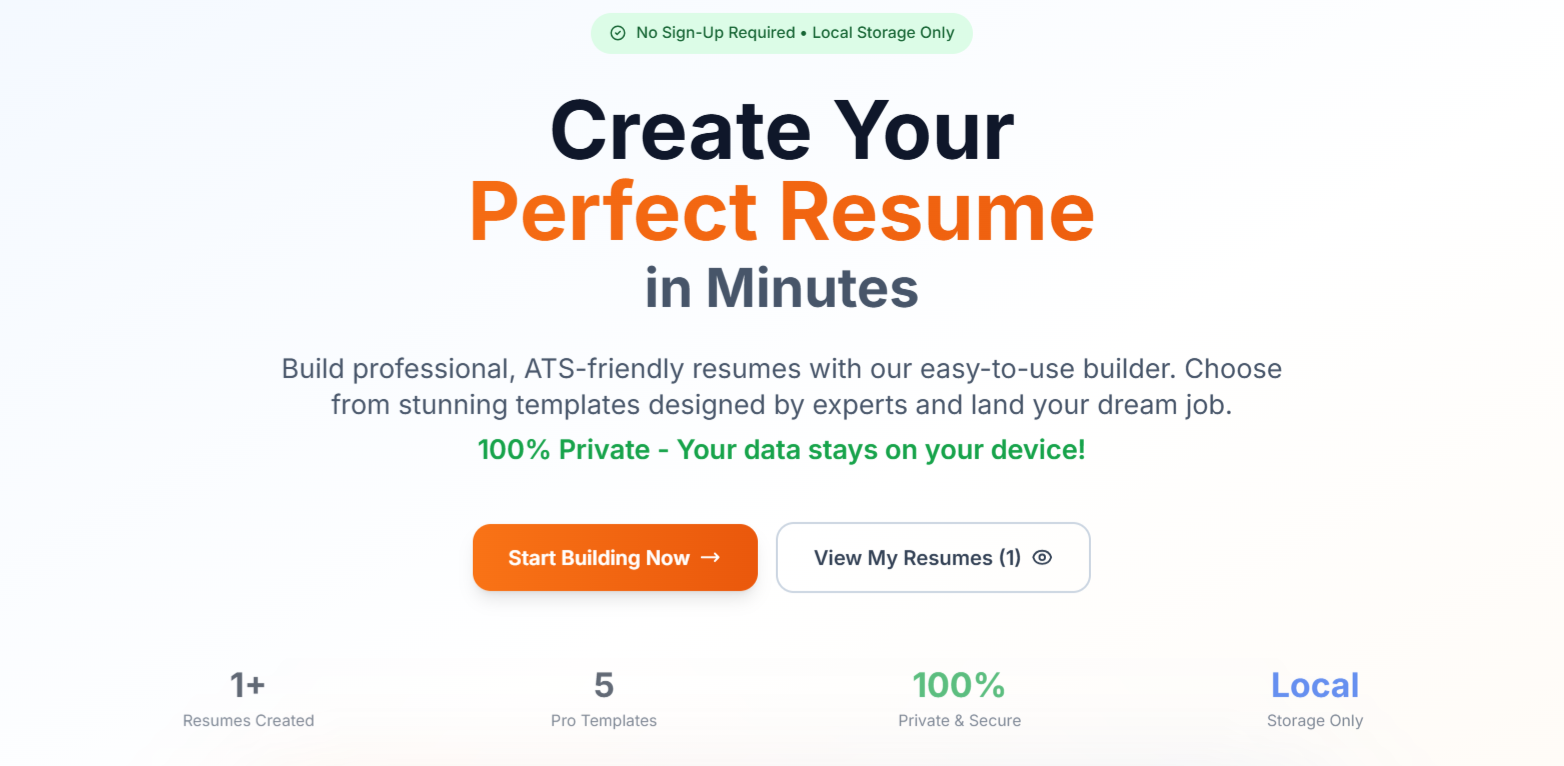 No Sign-Up Required • Local Storage Only
Create Your
Perfect Resume
in Minutes
Build professional, ATS-friendly resumes with our easy-to-use builder. Choose
from stunning templates designed by experts and land your dream job.
100% Private - Your data stays on your device!
Start Building Now →
View My Resumes (1)
1+
Resumes Created
5
Pro Templates
100%
Private & Secure
Local
Storage Only